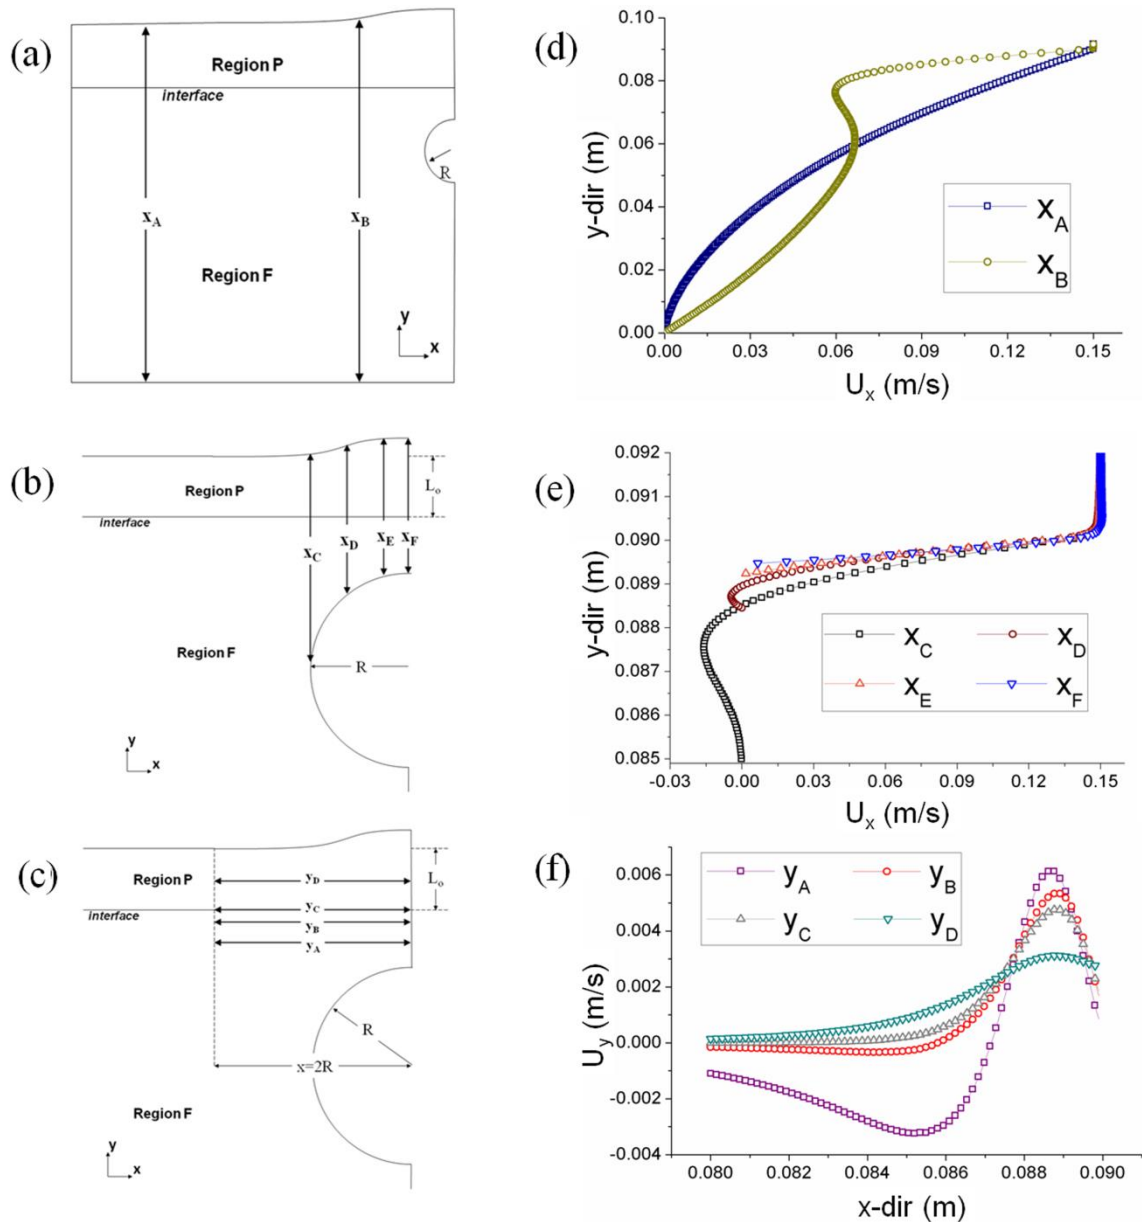 (a)
Region P
interface
R
x_A
x_B
Region F
y
x
(d)
y-dir (m)
0.10
0.08
0.06
0.04
0.02
0.00
0.00 0.03 0.06 0.09 0.12 0.15
U_x (m/s)
x_A
x_B
(b)
Region P
interface
L_o
x_C
x_D
x_E
x_F
Region F
R
y
x
(e)
y-dir (m)
0.092
0.091
0.090
0.089
0.088
0.087
0.086
0.085
-0.03 0.00 0.03 0.06 0.09 0.12 0.15
U_x (m/s)
x_C x_D
x_E x_F
(c)
Region P
interface
L_o
y_D
y_C
y_B
y_A
R
x=2R
Region F
y
x
(f)
U_y (m/s)
0.006
0.004
0.002
-0.000
-0.002
-0.004
0.080 0.082 0.084 0.086 0.088 0.090
x-dir (m)
y_A y_B
y_C y_D